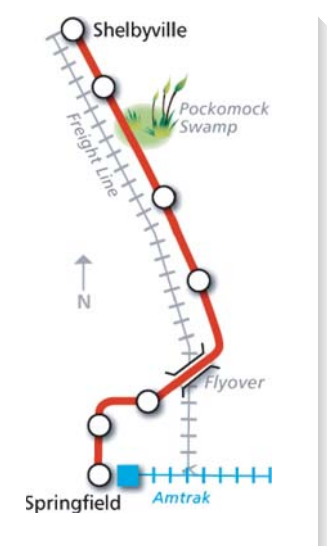 Shelbyville
Pockomock
Swamp
Freight Line
N
Flyover
Springfield
Amtrak